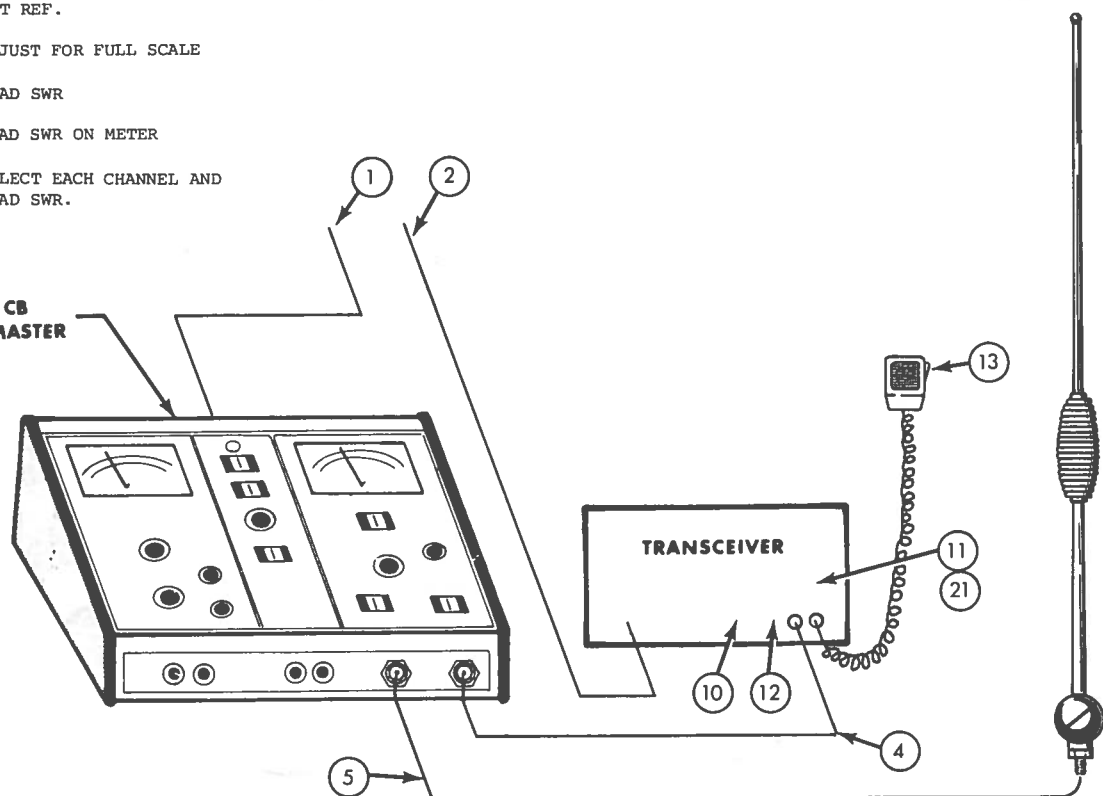 T REF.
JUST FOR FULL SCALE
AD SWR
AD SWR ON METER
LECT EACH CHANNEL AND
AD SWR.
1
2
CB
MASTER
13
TRANSCEIVER
11
21
10
12
4
5